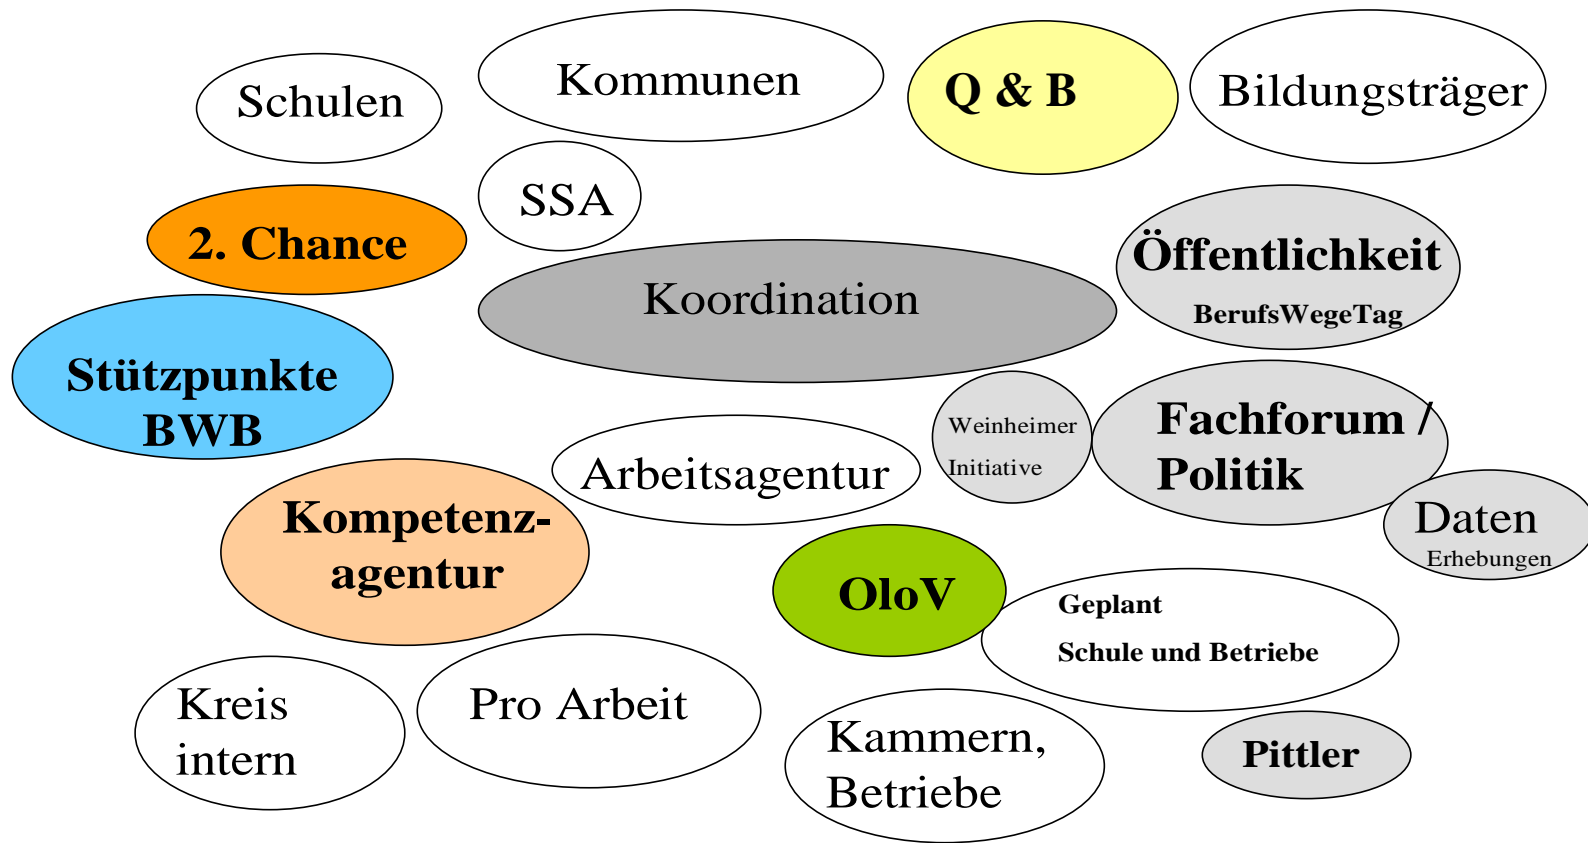 Schulen
Kommunen
Q & B
Bildungsträger
SSA
2. Chance
Koordination
Öffentlichkeit
BerufsWegeTag
Stützpunkte
BWB
Weinheimer
Initiative
Fachforum /
Politik
Arbeitsagentur
Daten
Erhebungen
Kompetenz-
agentur
OloV
Geplant
Schule und Betriebe
Kreis
intern
Pro Arbeit
Kammern,
Betriebe
Pittler